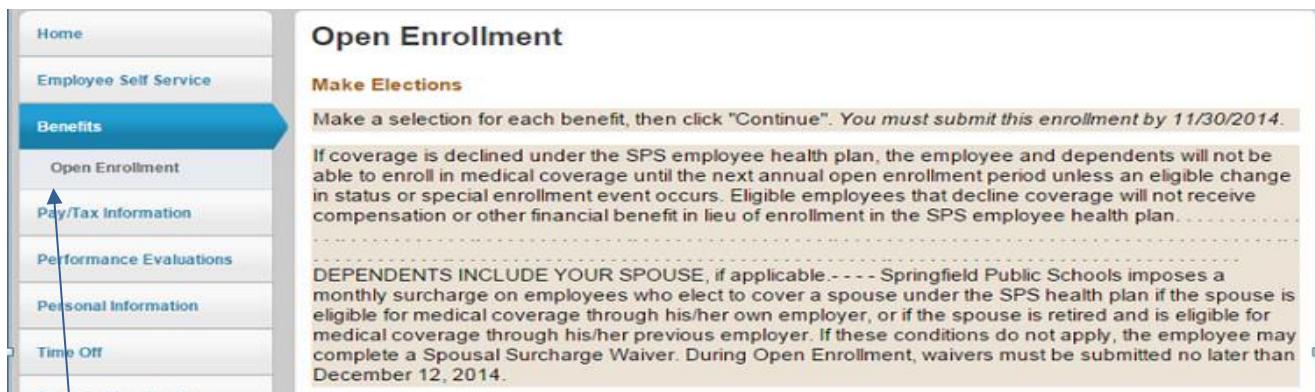 Home
Employee Self Service
Benefits
Open Enrollment
Pay/Tax Information
Performance Evaluations
Personal Information
Time Off
Open Enrollment
Make Elections
Make a selection for each benefit, then click "Continue". You must submit this enrollment by 11/30/2014.
If coverage is declined under the SPS employee health plan, the employee and dependents will not be
able to enroll in medical coverage until the next annual open enrollment period unless an eligible change
in status or special enrollment event occurs. Eligible employees that decline coverage will not receive
compensation or other financial benefit in lieu of enrollment in the SPS employee health plan. . . . . . . . . . . .
DEPENDENTS INCLUDE YOUR SPOUSE, if applicable.- - - - Springfield Public Schools imposes a
monthly surcharge on employees who elect to cover a spouse under the SPS health plan if the spouse is
eligible for medical coverage through his/her own employer, or if the spouse is retired and is eligible for
medical coverage through his/her previous employer. If these conditions do not apply, the employee may
complete a Spousal Surcharge Waiver. During Open Enrollment, waivers must be submitted no later than
December 12, 2014.